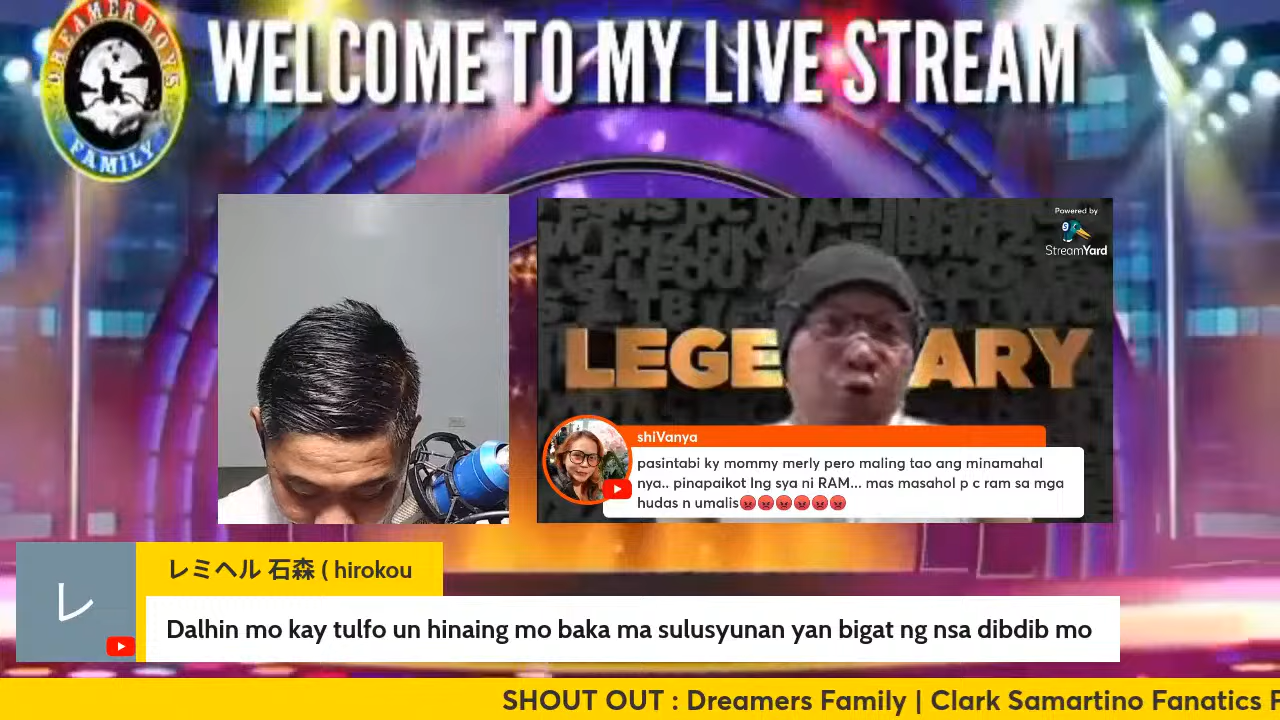 DREAMER BOYS
FAMILY
WELCOME TO MY LIVE STREAM
Powered by
StreamYard
LEGE ARY
shiVanya
pasintabi ky mommy merly pero maling tao ang minamahal
nya.. pinapaikot lng sya ni RAM... mas masahol p c ram sa mga
hudas n umalis😡😡😡😡😡😡
レ
レミヘル 石森 ( hirokou
Dalhin mo kay tulfo un hinaing mo baka ma sulusyunan yan bigat ng nsa dibdib mo
SHOUT OUT : Dreamers Family | Clark Samartino Fanatics